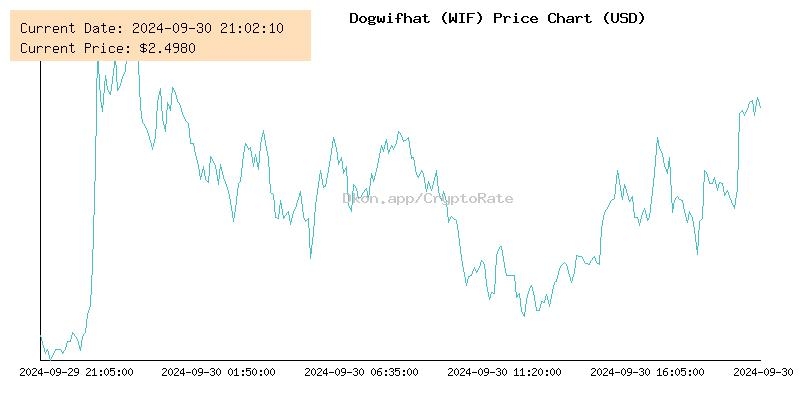 Dogwifhat (WIF) Price Chart (USD)
Current Date: 2024-09-30 21:02:10
Current Price: $2.4980
Dkon.app/CryptoRate
2024-09-29 21:05:00 2024-09-30 01:50:00 2024-09-30 06:35:00 2024-09-30 11:20:00 2024-09-30 16:05:00 2024-09-30